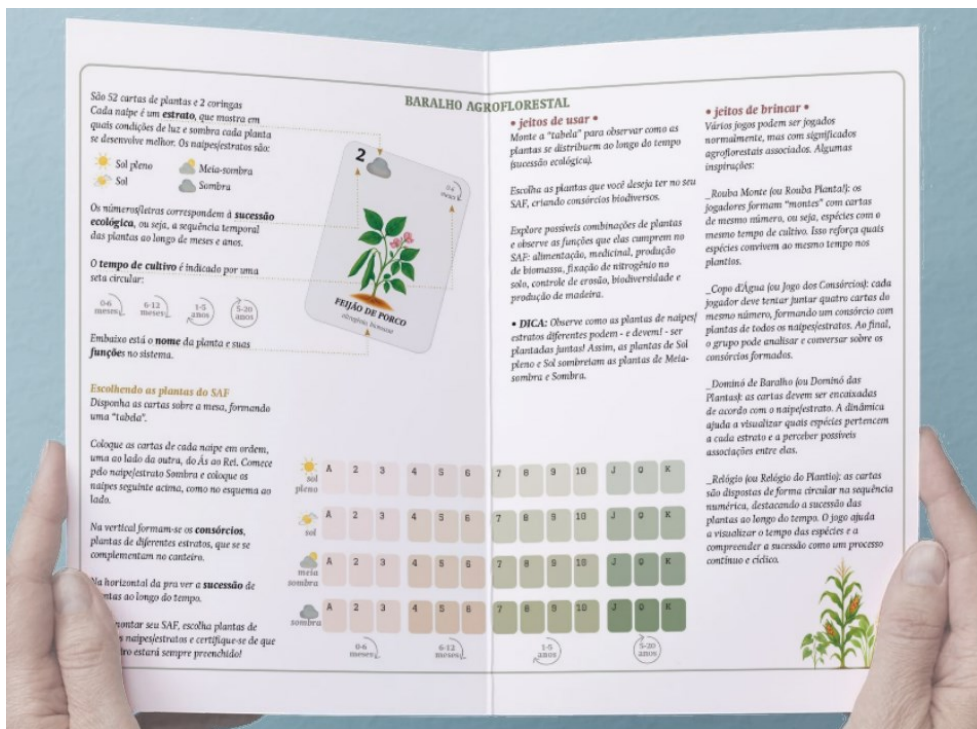 BARALHO AGROFLORESTAL
São 52 cartas de plantas e 2 coringas
Cada naipe é um estrato, que mostra em
quais condições de luz e sombra cada planta
se desenvolve melhor. Os naipes/estratos são:
Sol pleno
Meia-sombra
Sol
Sombra
Os números/letras correspondem à sucessão
ecológica, ou seja, a sequência temporal
das plantas ao longo de meses e anos.
O tempo de cultivo é indicado por uma
seta circular:
0-6 meses
6-12 meses
1-5 anos
5-20 anos
Embaixo está o nome da planta e suas
funções no sistema.
2
0-6 meses
FEIJÃO DE PORCO
nitrogênio, biomassa
Escolhendo as plantas do SAF
Disponha as cartas sobre a mesa, formando
uma "tabela".
Coloque as cartas de cada naipe em ordem,
uma ao lado da outra, do Ás ao Rei. Comece
pelo naipe/estrato Sombra e coloque os
naipes seguinte acima, como no esquema ao
lado.
Na vertical formam-se os consórcios,
plantas de diferentes estratos, que se se
complementam no canteiro.
Na horizontal da pra ver a sucessão de
ao longo do tempo.
seu SAF, escolha plantas de
naipes/estratos e certifique-se de que
estará sempre preenchido!
• jeitos de usar •
Monte a "tabela" para observar como as
plantas se distribuem ao longo do tempo
(sucessão ecológica).
Escolha as plantas que você deseja ter no seu
SAF, criando consórcios biodiversos.
Explore possíveis combinações de plantas
e observe as funções que elas cumprem no
SAF: alimentação, medicinal, produção
de biomassa, fixação de nitrogênio no
solo, controle de erosão, biodiversidade e
produção de madeira.
• DICA: Observe como as plantas de naipes/
estratos diferentes podem - e devem! - ser
plantadas juntas! Assim, as plantas de Sol
pleno e Sol sombreiam as plantas de Meia-
sombra e Sombra.
sol pleno A 2 3 4 5 6 7 8 9 10 J Q K
sol A 2 3 4 5 6 7 8 9 10 J Q K
meia sombra A 2 3 4 5 6 7 8 9 10 J Q K
sombra A 2 3 4 5 6 7 8 9 10 J Q K
0-6 meses
6-12 meses
1-5 anos
5-20 anos
• jeitos de brincar •
Vários jogos podem ser jogados
normalmente, mas com significados
agroflorestais associados. Algumas
inspirações:
_Rouba Monte (ou Rouba Planta!): os
jogadores formam "montes" com cartas
de mesmo número, ou seja, espécies com o
mesmo tempo de cultivo. Isso reforça quais
espécies convivem ao mesmo tempo nos
plantios.
_Copo d'Água (ou Jogo dos Consórcios): cada
jogador deve tentar juntar quatro cartas do
mesmo número, formando um consórcio com
plantas de todos os naipes/estratos. Ao final,
o grupo pode analisar e conversar sobre os
consórcios formados.
_Dominó de Baralho (ou Dominó das
Plantas): as cartas devem ser encaixadas
de acordo com o naipe/estrato. A dinâmica
ajuda a visualizar quais espécies pertencem
a cada estrato e a perceber possíveis
associações entre elas.
_Relógio (ou Relógio do Plantio): as cartas
são dispostas de forma circular na sequência
numérica, destacando a sucessão das
plantas ao longo do tempo. O jogo ajuda
a visualizar o tempo das espécies e a
compreender a sucessão como um processo
contínuo e cíclico.